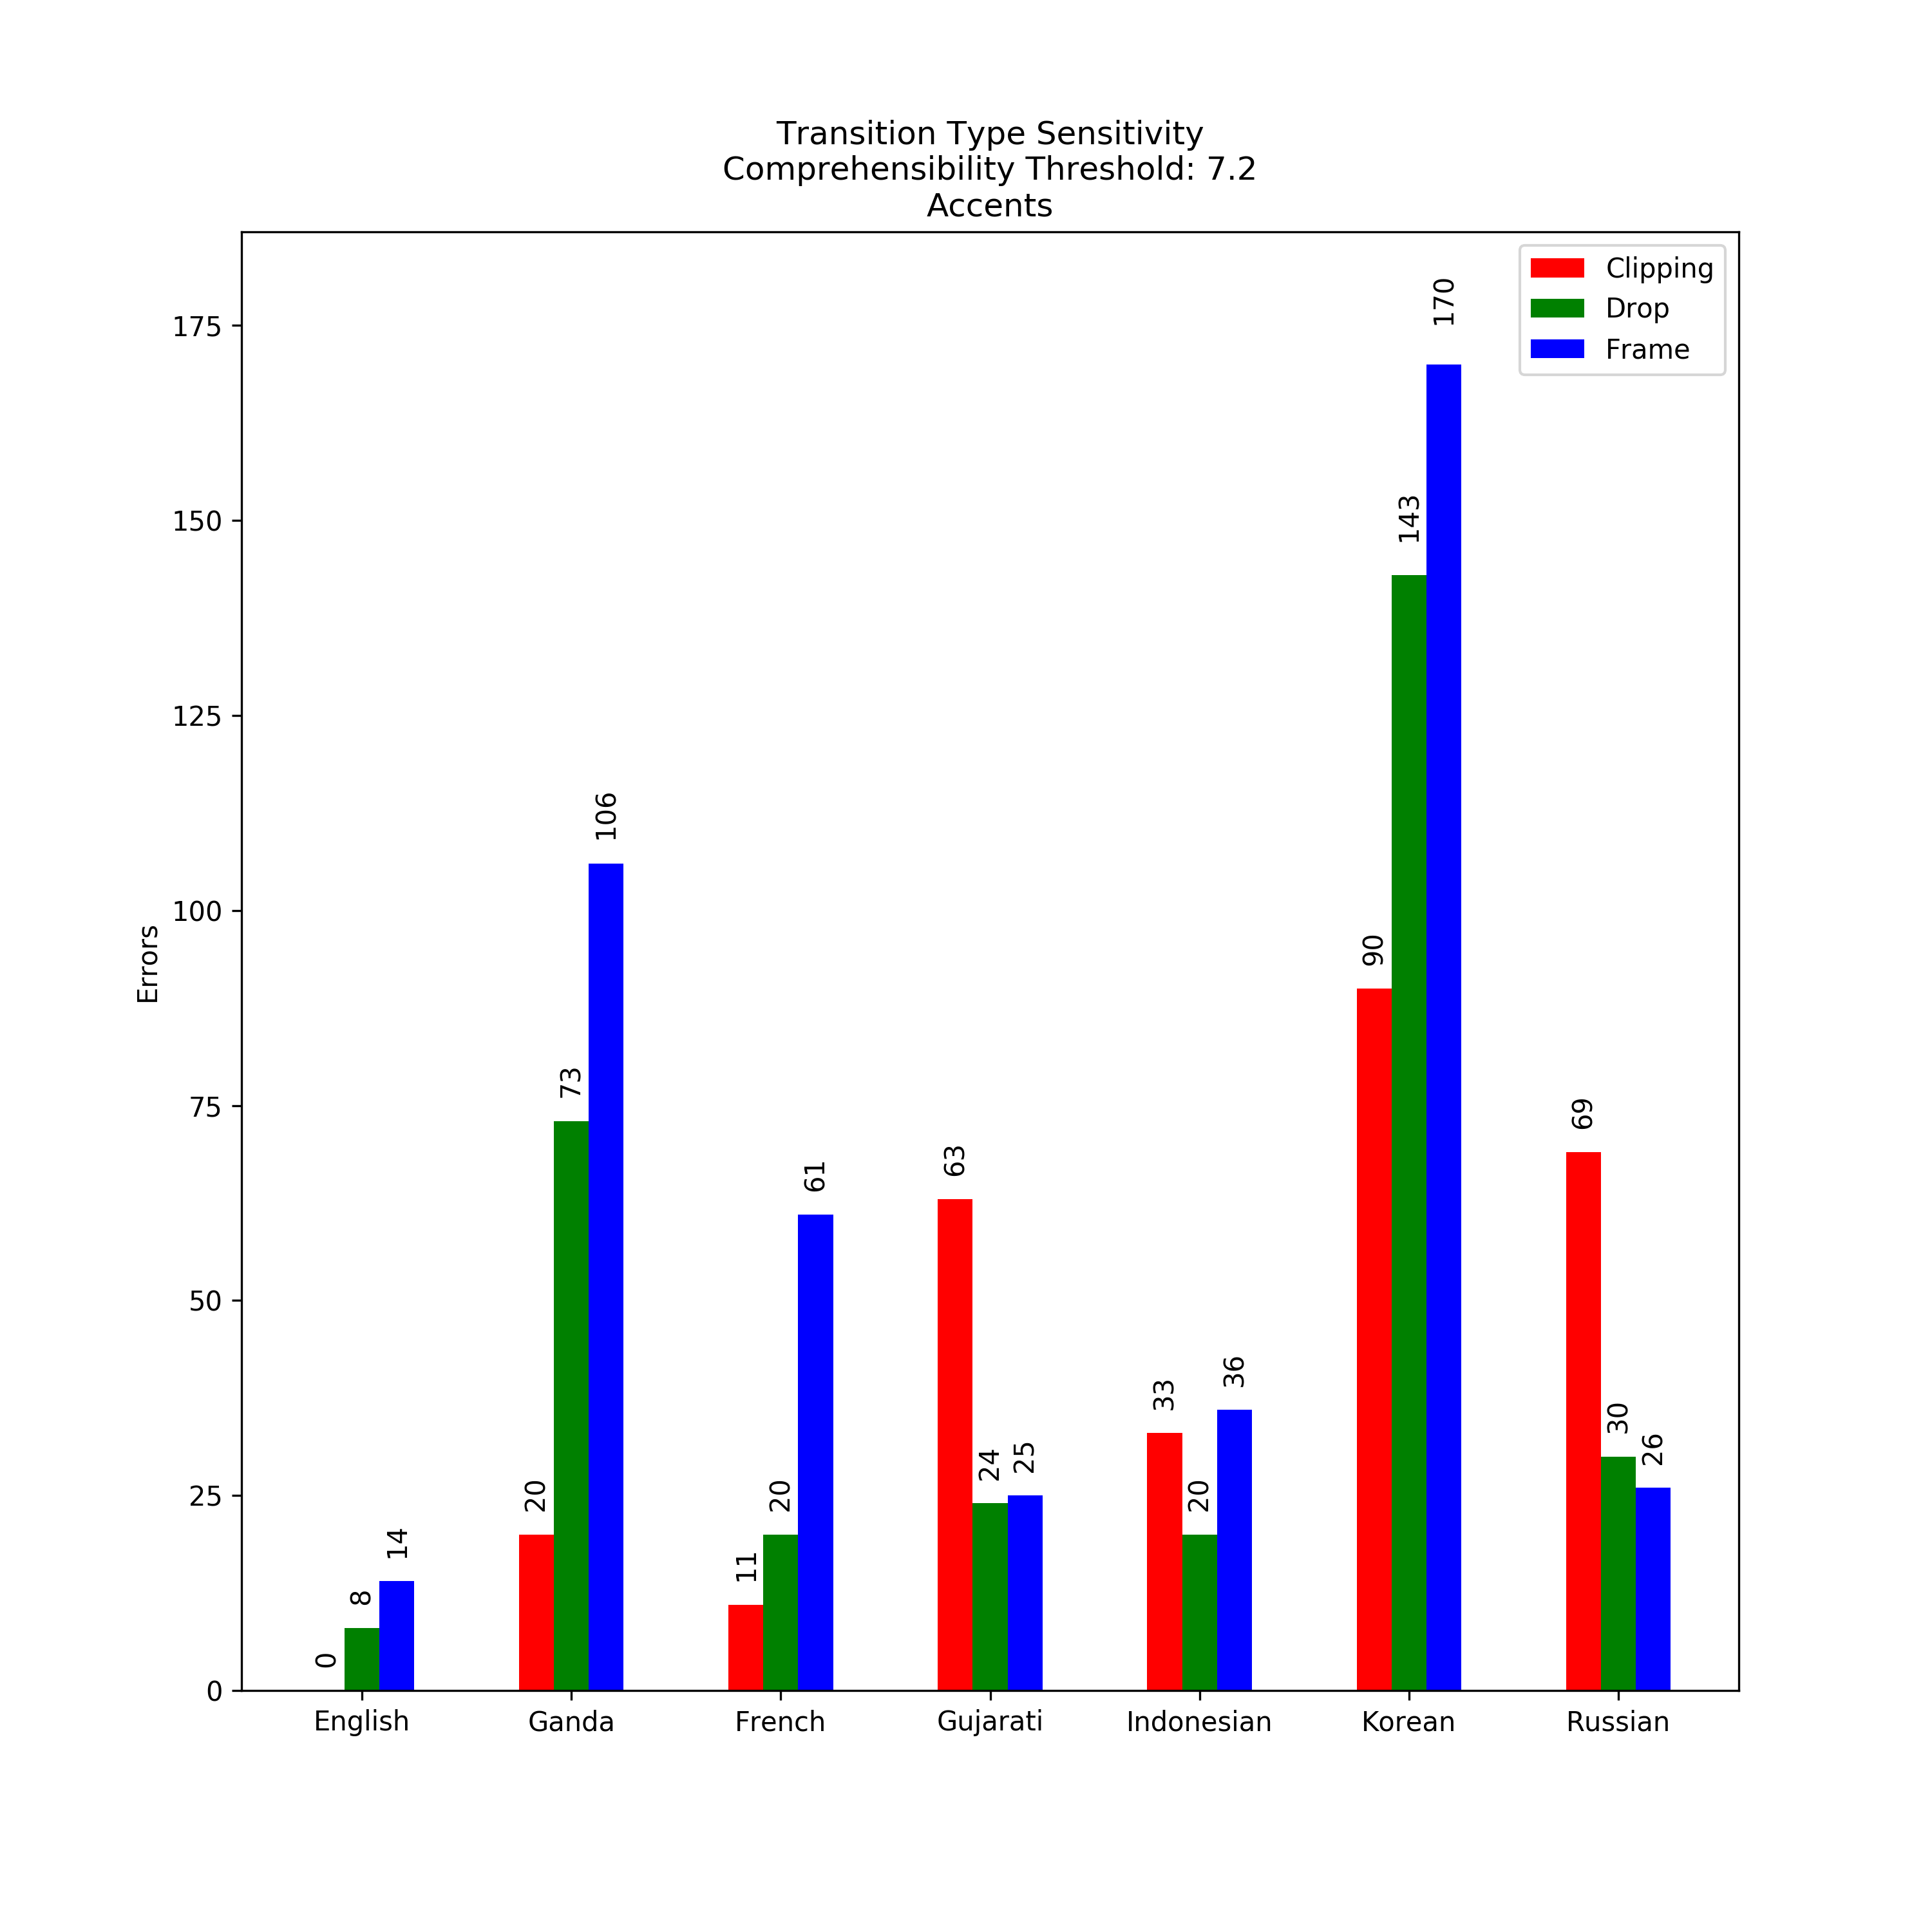 Transition Type Sensitivity
Comprehensibility Threshold: 7.2
Accents
Clipping
Drop
Frame
Errors
175
150
125
100
75
50
25
0
0
8
14
20
73
106
11
20
61
63
24
25
33
20
36
90
143
170
69
30
26
English
Ganda
French
Gujarati
Indonesian
Korean
Russian